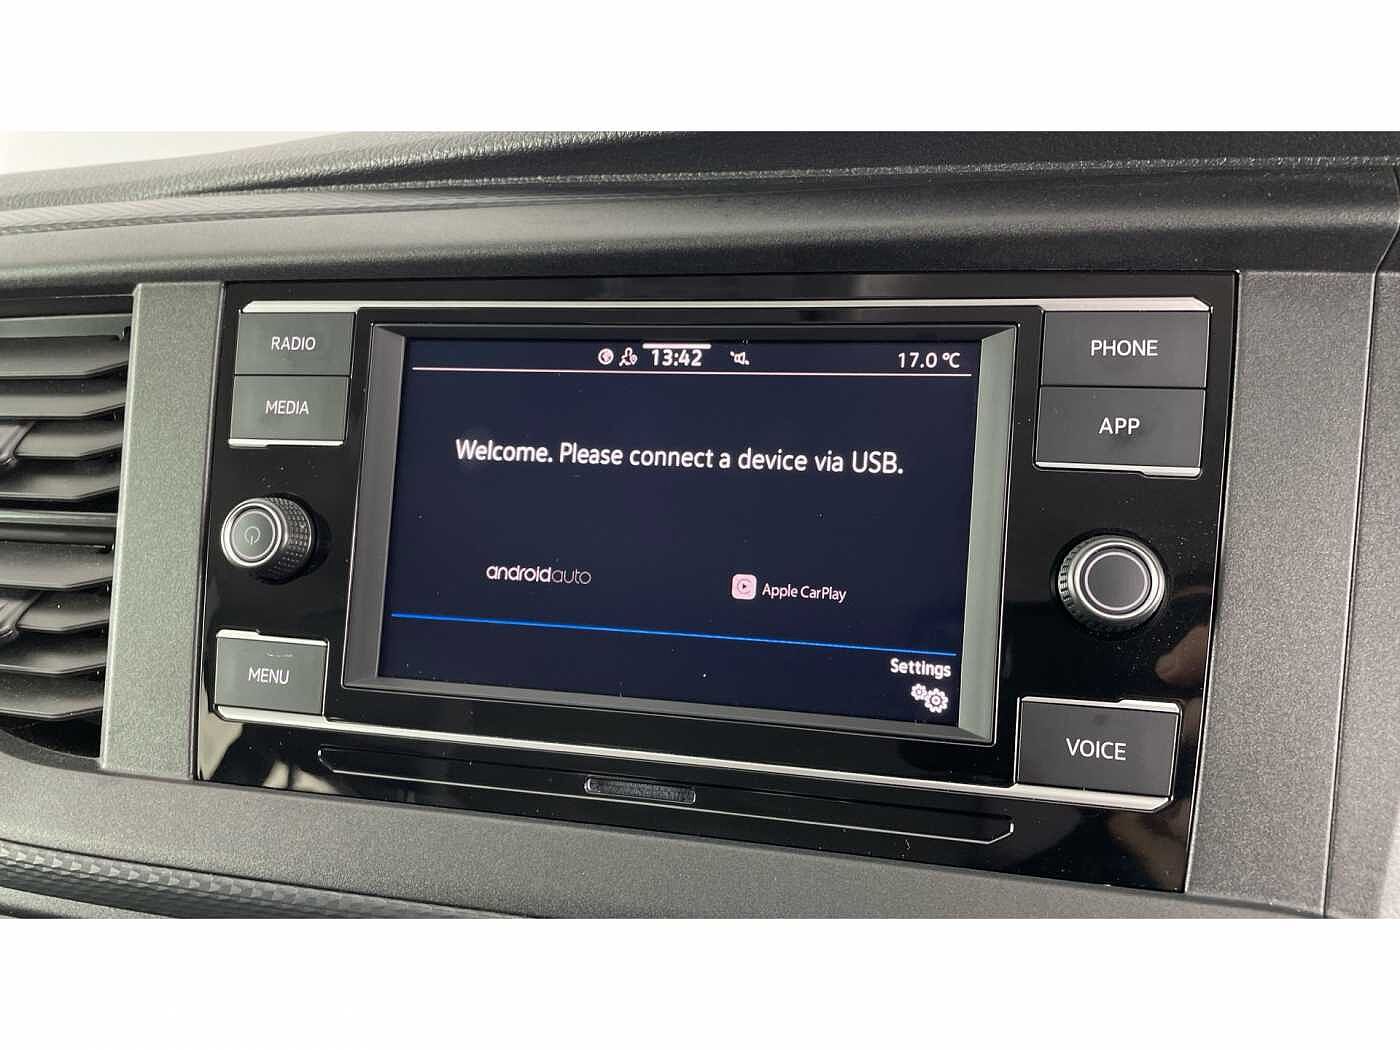 RADIO
MEDIA
13:42
17.0 °C
PHONE
APP
Welcome. Please connect a device via USB.
androidauto
Apple CarPlay
Settings
MENU
VOICE